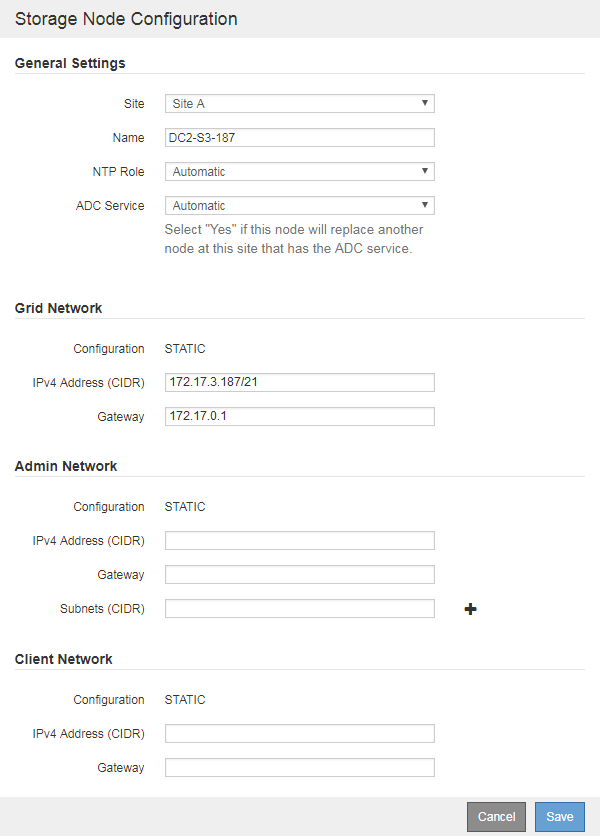 Storage Node Configuration
General Settings
Site Site A
Name DC2-S3-187
NTP Role Automatic
ADC Service Automatic
Select "Yes" if this node will replace another
node at this site that has the ADC service.
Grid Network
Configuration STATIC
IPv4 Address (CIDR) 172.17.3.187/21
Gateway 172.17.0.1
Admin Network
Configuration STATIC
IPv4 Address (CIDR)
Gateway
Subnets (CIDR)
Client Network
Configuration STATIC
IPv4 Address (CIDR)
Gateway
Cancel Save